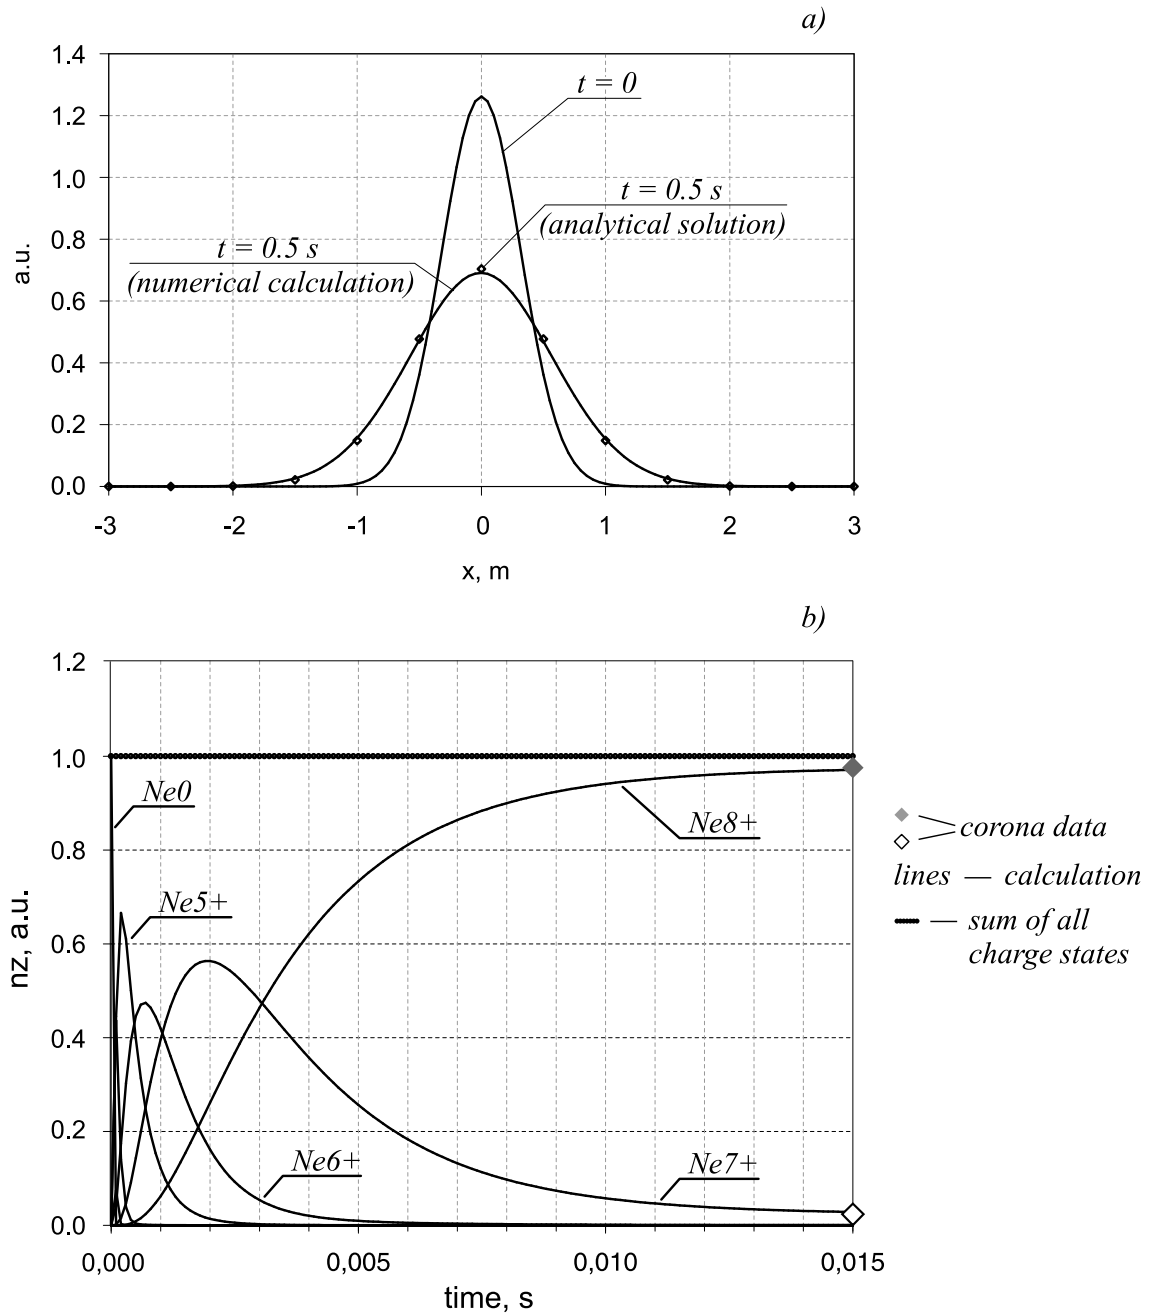 a)
1.4
t = 0
1.2
1.0
t = 0.5 s
(analytical solution)
0.8
t = 0.5 s
(numerical calculation)
a.u.
0.6
0.4
0.2
0.0
-3 -2 -1 0 1 2 3
x, m
b)
1.2
1.0
Ne0
Ne8+
corona data
0.8
lines — calculation
Ne5+
— sum of all
charge states
0.6
nz, a.u.
0.4
0.2
Ne6+
Ne7+
0.0
0,000 0,005 0,010 0,015
time, s